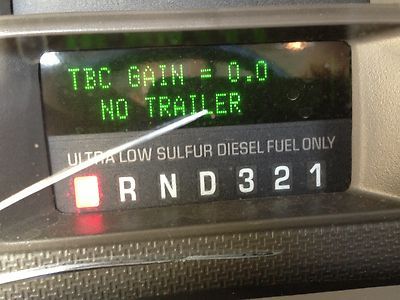 TBC GAIN = 0.0
NO TRAILER
ULTRA LOW SULFUR DIESEL FUEL ONLY
R N D 3 2 1